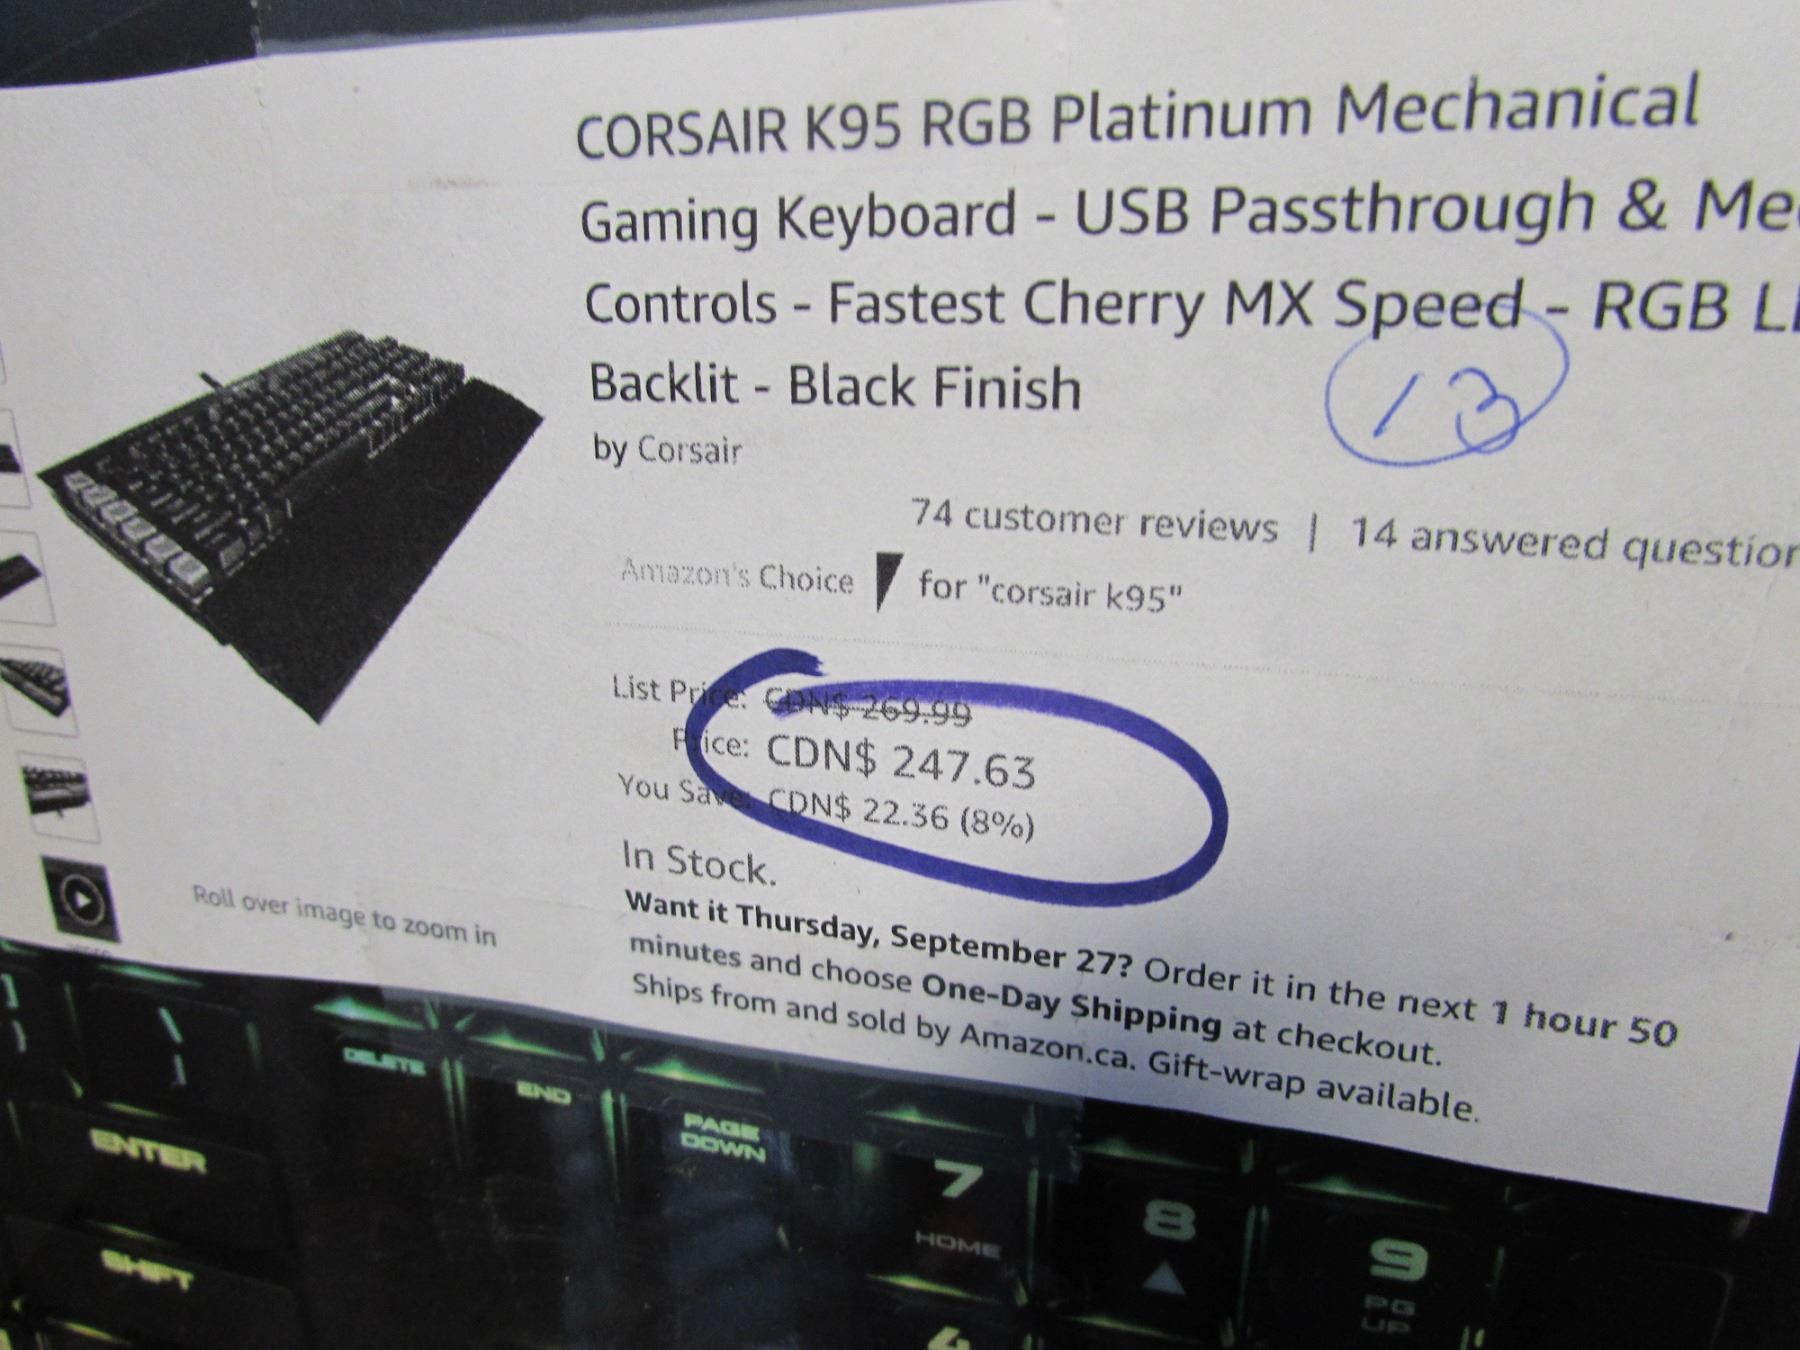 CORSAIR K95 RGB Platinum Mechanical
Gaming Keyboard - USB Passthrough &
Controls - Fastest Cherry MX Speed - RGB
Backlit - Black Finish
13
by Corsair
74 customer reviews | 14 answered
Amazon's Choice for "corsair k95"
List Price: CDN$ 269.99
Price: CDN$ 247.63
You Save: CDN$ 22.36 (8%)
In Stock.
Want it Thursday, September 27? Order it in the next 1 hour 50
minutes and choose One-Day Shipping at checkout.
Ships from and sold by Amazon.ca. Gift-wrap available.
Roll over image to zoom in
DELETE
END
PAGE
DOWN
ENTER
7
HOME
8
9
PG
UP
SHIFT
4